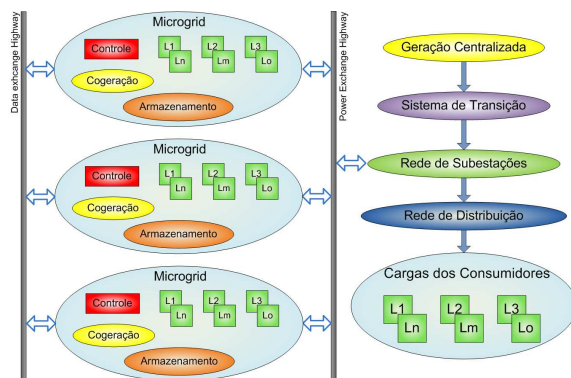 Data exhcange Highway
Microgrid
Controle
L1
L2
L3
Ln
Lm
Lo
Cogeração
Armazenamento
Microgrid
Controle
L1
L2
L3
Ln
Lm
Lo
Cogeração
Armazenamento
Microgrid
Controle
L1
L2
L3
Ln
Lm
Lo
Cogeração
Armazenamento
Power Exchange Highway
Geração Centralizada
Sistema de Transição
Rede de Subestações
Rede de Distribuição
Cargas dos Consumidores
L1
L2
L3
Ln
Lm
Lo